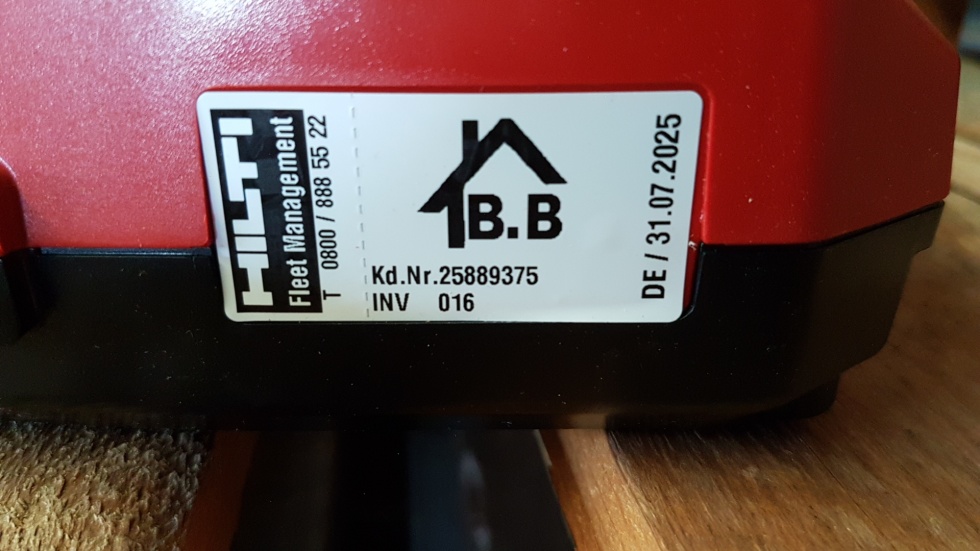 HILTI
Fleet Management
T 0800 / 888 55 22
B.B
Kd.Nr.25889375
INV 016
DE / 31.07.2025